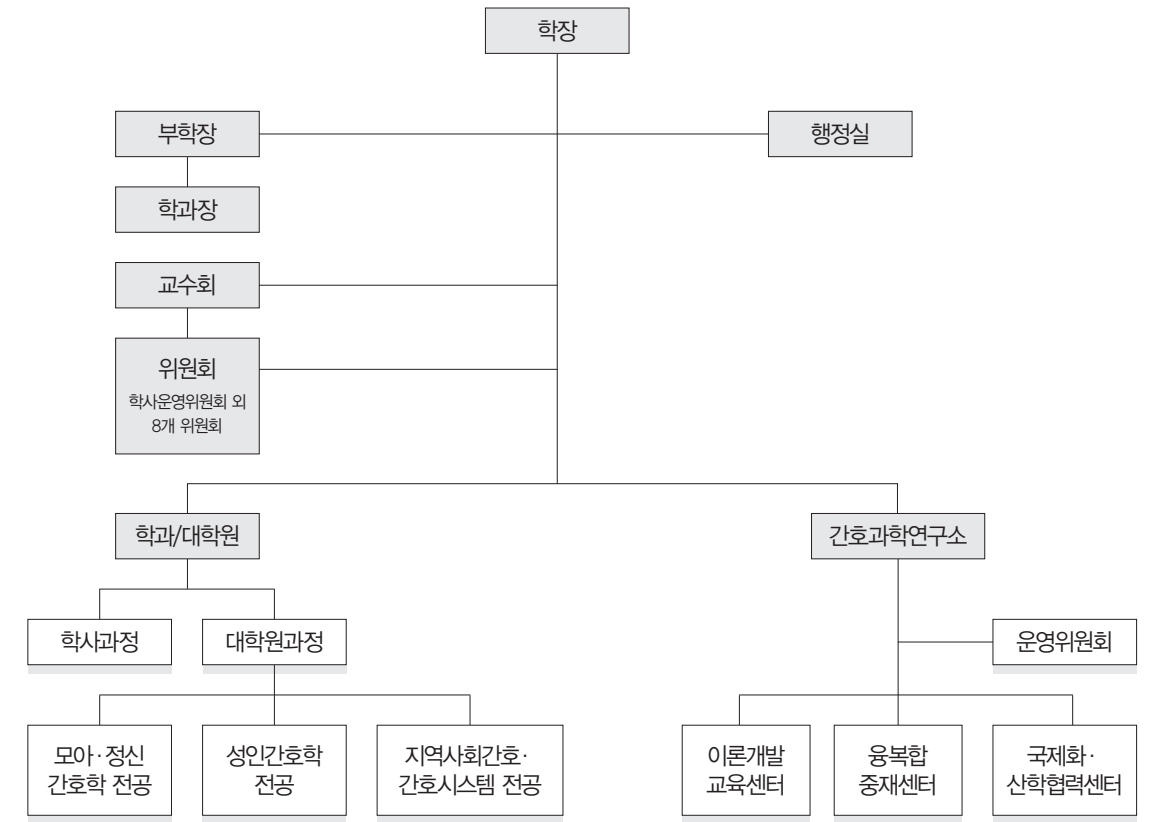 학장
부학장
행정실
학과장
교수회
위원회
학사운영위원회 외
8개 위원회
학과/대학원
간호과학연구소
학사과정
대학원과정
운영위원회
모아·정신
간호학 전공
성인간호학
전공
지역사회간호·
간호시스템 전공
이론개발
교육센터
융복합
중재센터
국제화·
산학협력센터